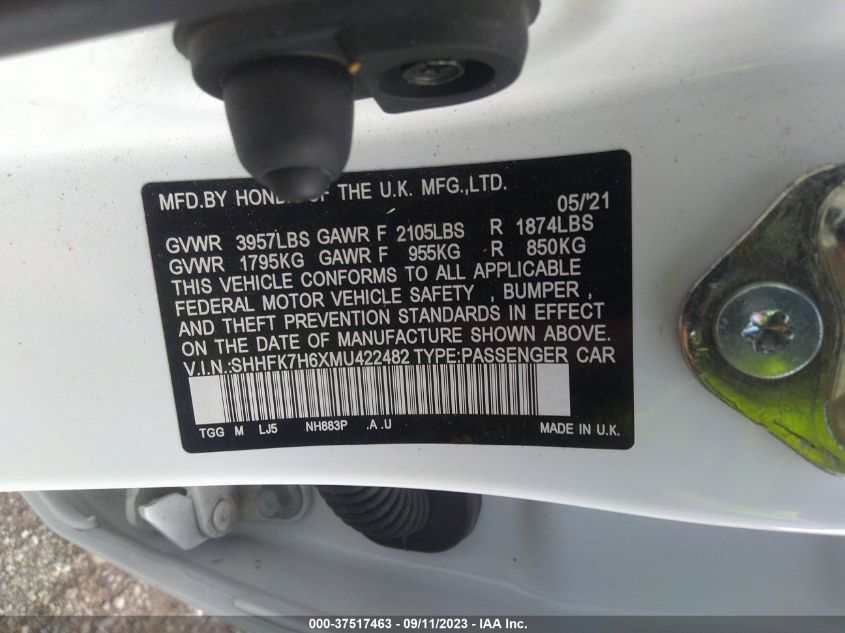 MFD.BY HONDA OF THE U.K. MFG.,LTD.
05/'21
GVWR 3957LBS GAWR F 2105LBS R 1874LBS
GVWR 1795KG GAWR F 955KG R 850KG
THIS VEHICLE CONFORMS TO ALL APPLICABLE
FEDERAL MOTOR VEHICLE SAFETY , BUMPER ,
AND THEFT PREVENTION STANDARDS IN EFFECT
ON THE DATE OF MANUFACTURE SHOWN ABOVE.
V.I.N.:SHHFK7H6XMU422482 TYPE:PASSENGER CAR
TGG M LJ5 NH883P .A .U MADE IN U.K.
000-37517463 - 09/11/2023 - IAA Inc.